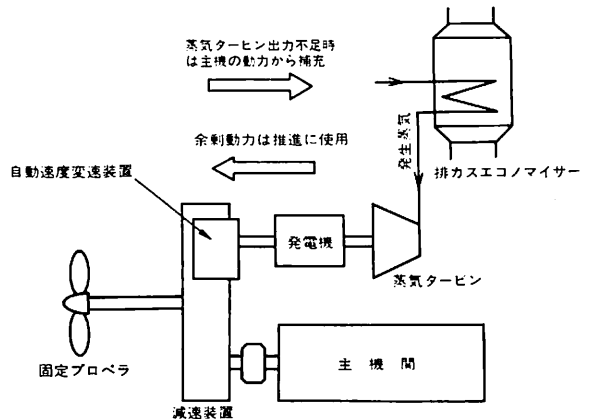 蒸気タービン出力不足時
は主機の動力から補充
余剰動力は推進に使用
発生蒸気
排ガスエコノマイザー
自動速度変速装置
発電機
蒸気タービン
固定プロペラ
主機関
減速装置